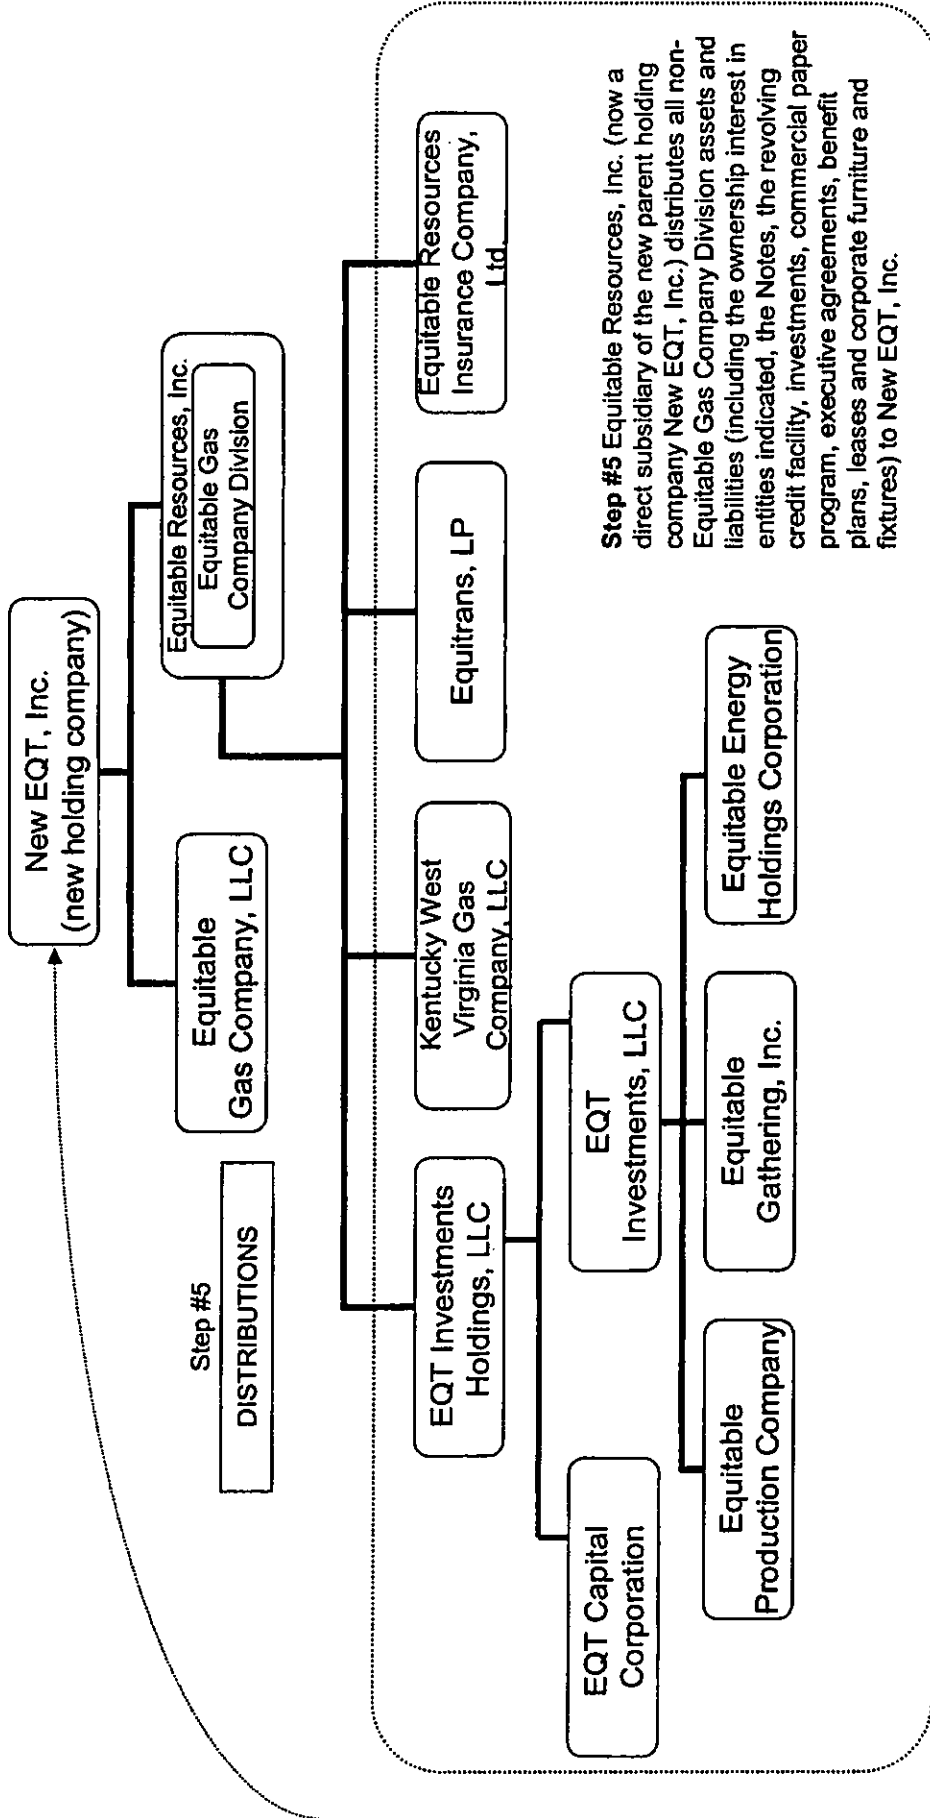 New EQT, Inc.
(new holding company)
Equitable
Gas Company, LLC
Equitable Resources, Inc.
Equitable Gas
Company Division
Step #5
DISTRIBUTIONS
EQT Investments
Holdings, LLC
Kentucky West
Virginia Gas
Company, LLC
Equitrans, LP
Equitable Resources
Insurance Company,
Ltd
EQT Capital
Corporation
EQT
Investments, LLC
Equitable
Production Company
Equitable
Gathering, Inc.
Equitable Energy
Holdings Corporation
Step #5 Equitable Resources, Inc. (now a
direct subsidiary of the new parent holding
company New EQT, Inc.) distributes all non-
Equitable Gas Company Division assets and
liabilities (including the ownership interest in
entities indicated, the Notes, the revolving
credit facility, investments, commercial paper
program, executive agreements, benefit
plans, leases and corporate furniture and
fixtures) to New EQT, Inc.